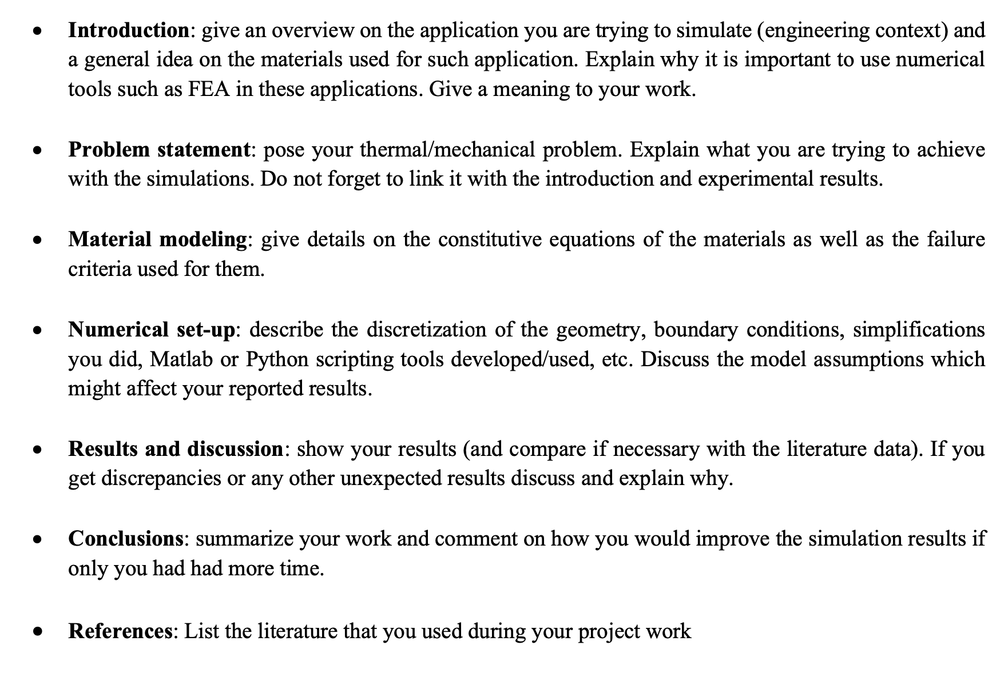 • Introduction: give an overview on the application you are trying to simulate (engineering context) and
a general idea on the materials used for such application. Explain why it is important to use numerical
tools such as FEA in these applications. Give a meaning to your work.
• Problem statement: pose your thermal/mechanical problem. Explain what you are trying to achieve
with the simulations. Do not forget to link it with the introduction and experimental results.
• Material modeling: give details on the constitutive equations of the materials as well as the failure
criteria used for them.
• Numerical set-up: describe the discretization of the geometry, boundary conditions, simplifications
you did, Matlab or Python scripting tools developed/used, etc. Discuss the model assumptions which
might affect your reported results.
• Results and discussion: show your results (and compare if necessary with the literature data). If you
get discrepancies or any other unexpected results discuss and explain why.
• Conclusions: summarize your work and comment on how you would improve the simulation results if
only you had had more time.
• References: List the literature that you used during your project work